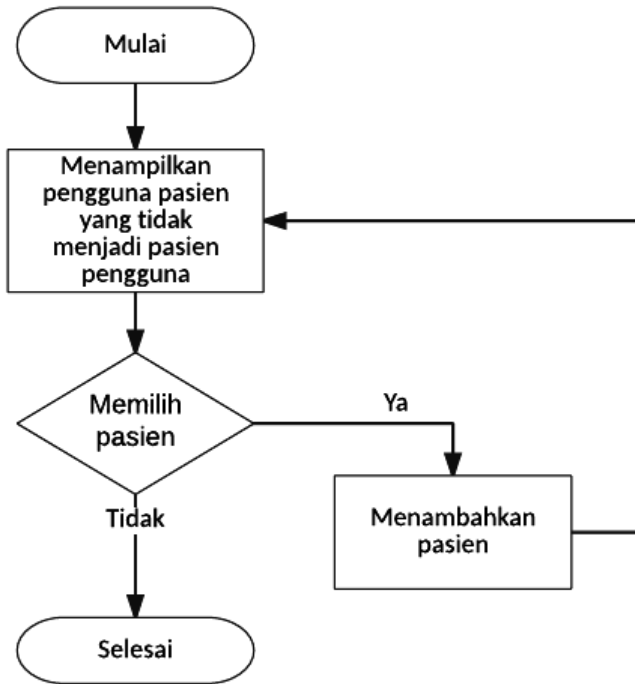 Mulai
Menampilkan
pengguna pasien
yang tidak
menjadi pasien
pengguna
Memilih
pasien
Ya
Menambahkan
pasien
Tidak
Selesai